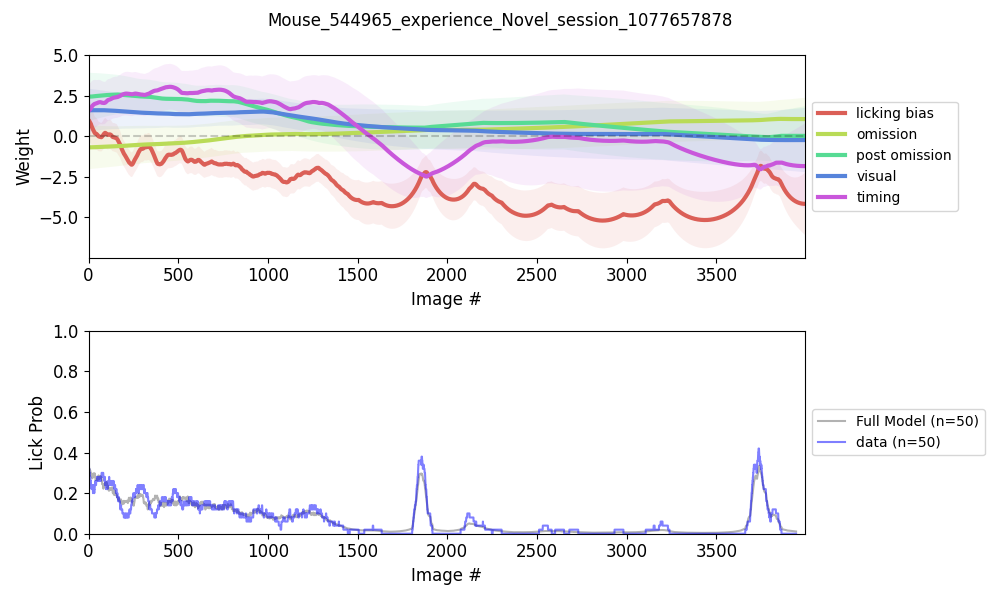 Mouse_544965_experience_Novel_session_1077657878
5.0
2.5
0.0
−2.5
−5.0
Weight
0 500 1000 1500 2000 2500 3000 3500
Image #
licking bias
omission
post omission
visual
timing
1.0
0.8
0.6
0.4
0.2
0.0
Lick Prob
0 500 1000 1500 2000 2500 3000 3500
Image #
Full Model (n=50)
data (n=50)